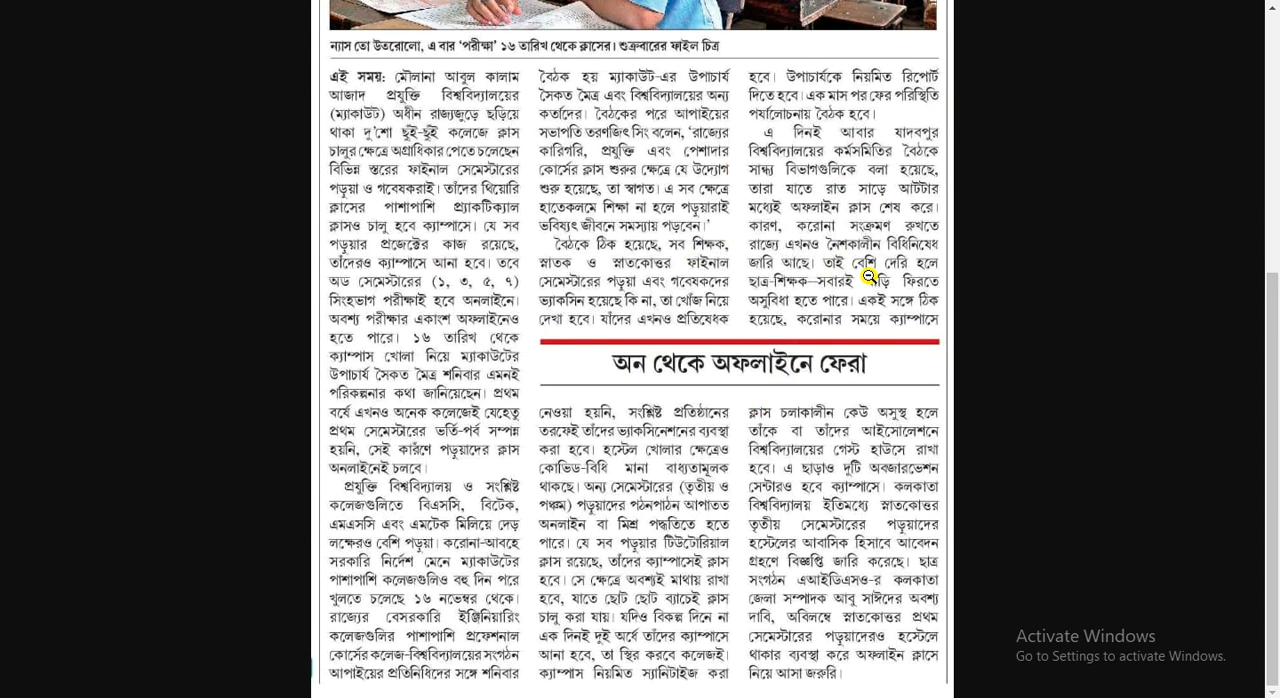 ন্যাস তো উতরোলো, এ বার ‘পরীক্ষা’ ১৬ তারিখ থেকে ক্লাসের। শুক্রবারের ফাইল চিত্র
এই সময়: মৌলানা আবুল কালাম
আজাদ প্রযুক্তি বিশ্ববিদ্যালয়ের
(ম্যাকাউট) অধীন রাজ্যজুড়ে ছড়িয়ে
থাকা দু’শো ছুঁই-ছুঁই কলেজে ক্লাস
চালুর ক্ষেত্রে অগ্রাধিকার পেতে চলেছেন
বিভিন্ন স্তরের ফাইনাল সেমেস্টারের
পড়ুয়া ও গবেষকরাই। তাঁদের থিয়োরি
ক্লাসের পাশাপাশি প্র্যাকটিক্যাল
ক্লাসও চালু হবে ক্যাম্পাসে। যে সব
পড়ুয়ার প্রজেক্টের কাজ রয়েছে,
তাঁদেরও ক্যাম্পাসে আনা হবে। তবে
অড সেমেস্টারের (১, ৩, ৫, ৭)
সিংহভাগ পরীক্ষাই হবে অনলাইনে।
অবশ্য পরীক্ষার একাংশ অফলাইনেও
হতে পারে। ১৬ তারিখ থেকে
ক্যাম্পাস খোলা নিয়ে ম্যাকাউটের
উপাচার্য সৈকত মৈত্র শনিবার এমনই
পরিকল্পনার কথা জানিয়েছেন। প্রথম
বর্ষে এখনও অনেক কলেজেই যেহেতু
প্রথম সেমেস্টারের ভর্তি-পর্ব সম্পন্ন
হয়নি, সেই কারণে পড়ুয়াদের ক্লাস
অনলাইনেই চলবে।
প্রযুক্তি বিশ্ববিদ্যালয় ও সংশ্লিষ্ট
কলেজগুলিতে বিএসসি, বিটেক,
এমএসসি এবং এমটেক মিলিয়ে দেড়
লক্ষেরও বেশি পড়ুয়া। করোনা-আবহে
সরকারি নির্দেশ মেনে ম্যাকাউটের
পাশাপাশি কলেজগুলিও বহু দিন পরে
খুলতে চলেছে ১৬ নভেম্বর থেকে।
রাজ্যের বেসরকারি ইঞ্জিনিয়ারিং
কলেজগুলির পাশাপাশি প্রফেশনাল
কোর্সের কলেজ-বিশ্ববিদ্যালয়ের সংগঠন
আপাইয়ের প্রতিনিধিদের সঙ্গে শনিবার
বৈঠক হয় ম্যাকাউট-এর উপাচার্য
সৈকত মৈত্র এবং বিশ্ববিদ্যালয়ের অন্য
কর্তাদের। বৈঠকের পরে আপাইয়ের
সভাপতি তরণজিৎ সিং বলেন, ‘রাজ্যের
কারিগরি, প্রযুক্তি এবং পেশাদার
কোর্সের ক্লাস শুরুর ক্ষেত্রে যে উদ্যোগ
শুরু হয়েছে, তা স্বাগত। এ সব ক্ষেত্রে
হাতেকলমে শিক্ষা না হলে পড়ুয়ারাই
ভবিষ্যৎ জীবনে সমস্যায় পড়বেন।’
বৈঠকে ঠিক হয়েছে, সব শিক্ষক,
স্নাতক ও স্নাতকোত্তর ফাইনাল
সেমেস্টারের পড়ুয়া এবং গবেষকদের
ভ্যাকসিন হয়েছে কি না, তা খোঁজ নিয়ে
দেখা হবে। যাঁদের এখনও প্রতিষেধক
হবে। উপাচার্যকে নিয়মিত রিপোর্ট
দিতে হবে। এক মাস পর ফের পরিস্থিতি
পর্যালোচনায় বৈঠক হবে।
এ দিনই আবার যাদবপুর
বিশ্ববিদ্যালয়ের কর্মসমিতির বৈঠকে
সান্ধ্য বিভাগগুলিকে বলা হয়েছে,
তারা যাতে রাত সাড়ে আটটার
মধ্যেই অফলাইন ক্লাস শেষ করে।
কারণ, করোনা সংক্রমণ রুখতে
রাজ্যে এখনও নৈশকালীন বিধিনিষেধ
জারি আছে। তাই বেশি দেরি হলে
ছাত্র-শিক্ষক—সবারই ফিরতে
অসুবিধা হতে পারে। একই সঙ্গে ঠিক
হয়েছে, করোনার সময়ে ক্যাম্পাসে
অন থেকে অফলাইনে ফেরা
নেওয়া হয়নি, সংশ্লিষ্ট প্রতিষ্ঠানের
তরফেই তাঁদের ভ্যাকসিনেশনের ব্যবস্থা
করা হবে। হস্টেল খোলার ক্ষেত্রেও
কোভিড-বিধি মানা বাধ্যতামূলক
থাকছে। অন্য সেমেস্টারের (তৃতীয় ও
পঞ্চম) পড়ুয়াদের পঠনপাঠন আপাতত
অনলাইন বা মিশ্র পদ্ধতিতে হতে
পারে। যে সব পড়ুয়ার টিউটোরিয়াল
ক্লাস রয়েছে, তাঁদের ক্যাম্পাসেই ক্লাস
হবে। সে ক্ষেত্রে অবশ্যই মাথায় রাখা
হবে, যাতে ছোট ছোট ব্যাচেই ক্লাস
চালু করা যায়। যদিও বিকল্প দিনে না
এক দিনই দুই অর্ধে তাঁদের ক্যাম্পাসে
আনা হবে, তা স্থির করবে কলেজই।
ক্যাম্পাস নিয়মিত স্যানিটাইজ করা
ক্লাস চলাকালীন কেউ অসুস্থ হলে
তাঁকে বা তাঁদের আইসোলেশনে
বিশ্ববিদ্যালয়ের গেস্ট হাউসে রাখা
হবে। এ ছাড়াও দুটি অবজারভেশন
সেন্টারও হবে ক্যাম্পাসে। কলকাতা
বিশ্ববিদ্যালয় ইতিমধ্যে স্নাতকোত্তর
তৃতীয় সেমেস্টারের পড়ুয়াদের
হস্টেলের আবাসিক হিসাবে আবেদন
গ্রহণে বিজ্ঞপ্তি জারি করেছে। ছাত্র
সংগঠন এআইডিএসও-র কলকাতা
জেলা সম্পাদক আবু সাঈদের অবশ্য
দাবি, অবিলম্বে স্নাতকোত্তর প্রথম
সেমেস্টারের পড়ুয়াদেরও হস্টেলে
থাকার ব্যবস্থা করে অফলাইন ক্লাসে
নিয়ে আসা জরুরি।
Activate Windows
Go to Settings to activate Windows.